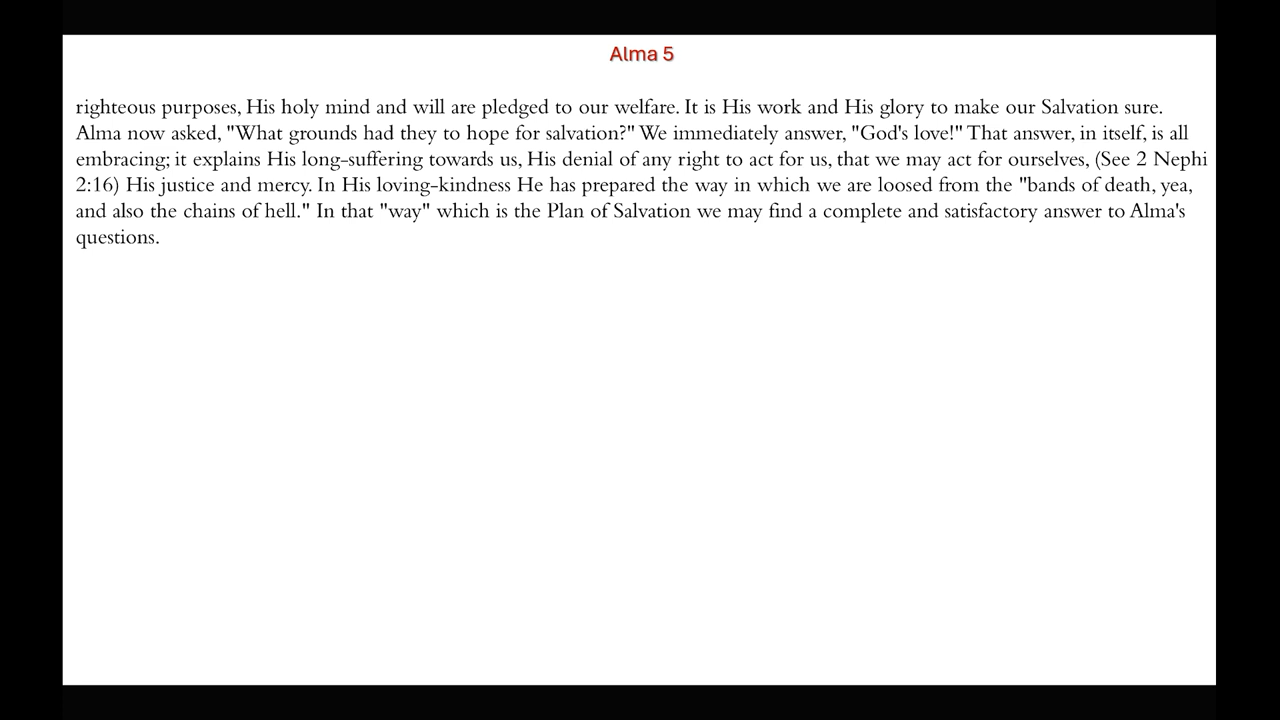 Alma 5
righteous purposes, His holy mind and will are pledged to our welfare. It is His work and His glory to make our Salvation sure.
Alma now asked, "What grounds had they to hope for salvation?" We immediately answer, "God's love!" That answer, in itself, is all
embracing; it explains His long-suffering towards us, His denial of any right to act for us, that we may act for ourselves, (See 2 Nephi
2:16) His justice and mercy. In His loving-kindness He has prepared the way in which we are loosed from the "bands of death, yea,
and also the chains of hell." In that "way" which is the Plan of Salvation we may find a complete and satisfactory answer to Alma's
questions.